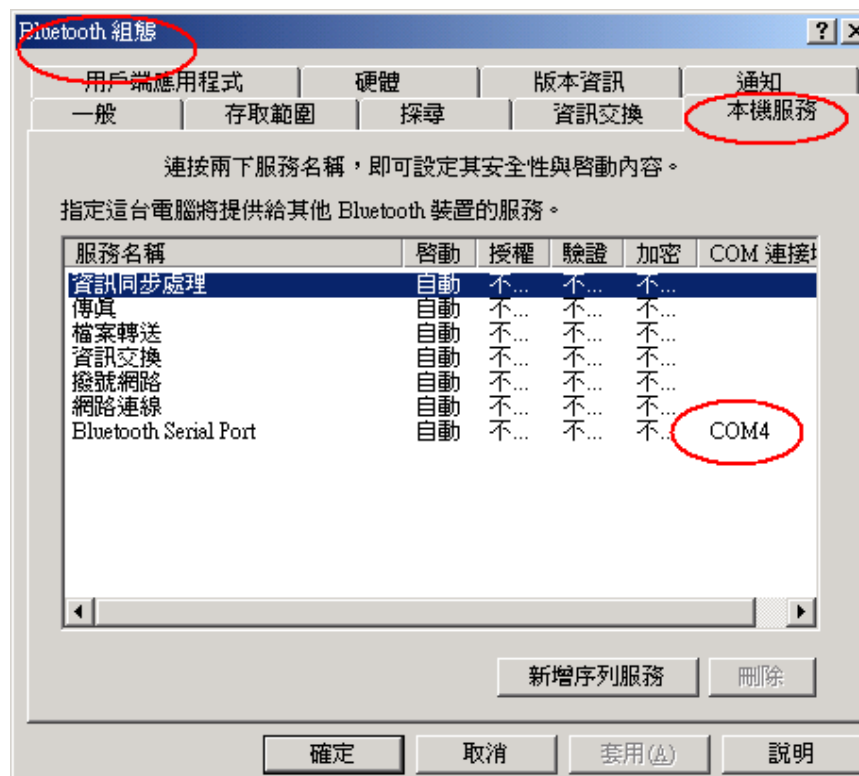 Bluetooth 組態
用戶端應用程式 硬體 版本資訊 通知
一般 存取範圍 探尋 資訊交換 本機服務
連按兩下服務名稱，即可設定其安全性與啓動內容。
指定這台電腦將提供給其他 Bluetooth 裝置的服務。
服務名稱 啓動 授權 驗證 加密 COM 連接
資訊同步處理 自動 不... 不... 不...
傳真 自動 不... 不... 不...
檔案轉送 自動 不... 不... 不...
資訊交換 自動 不... 不... 不...
撥號網路 自動 不... 不... 不...
網路連線 自動 不... 不... 不...
Bluetooth Serial Port 自動 不... 不... 不... COM4
新增序列服務 刪除
確定 取消 套用(A) 說明